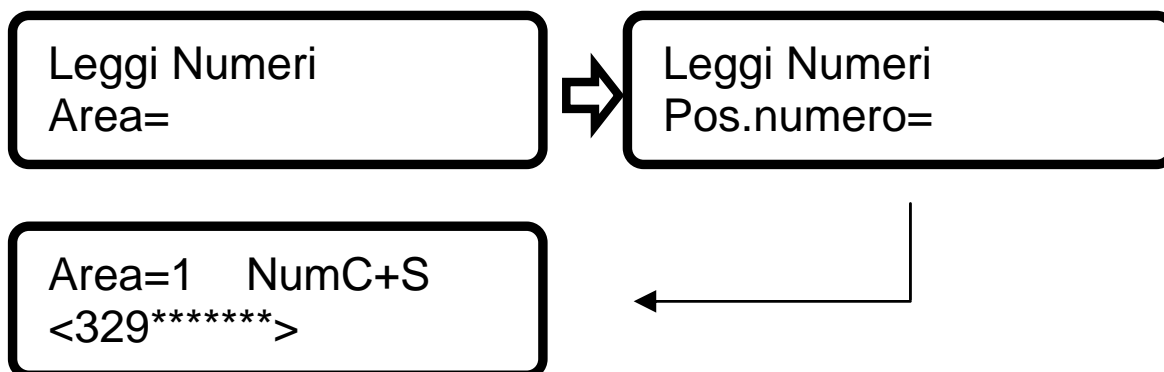 Leggi Numeri
Area=
Leggi Numeri
Pos.numero=
Area=1 NumC+S
<329*******>